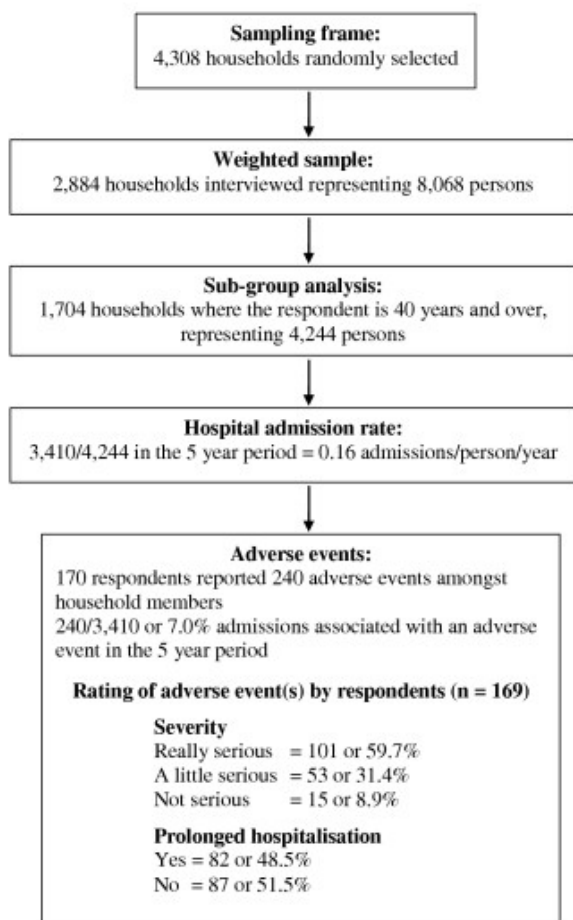 Sampling frame:
4,308 households randomly selected
Weighted sample:
2,884 households interviewed representing 8,068 persons
Sub-group analysis:
1,704 households where the respondent is 40 years and over,
representing 4,244 persons
Hospital admission rate:
3,410/4,244 in the 5 year period = 0.16 admissions/person/year
Adverse events:
170 respondents reported 240 adverse events amongst
household members
240/3,410 or 7.0% admissions associated with an adverse
event in the 5 year period
Rating of adverse event(s) by respondents (n = 169)
Severity
Really serious = 101 or 59.7%
A little serious = 53 or 31.4%
Not serious = 15 or 8.9%
Prolonged hospitalisation
Yes = 82 or 48.5%
No = 87 or 51.5%